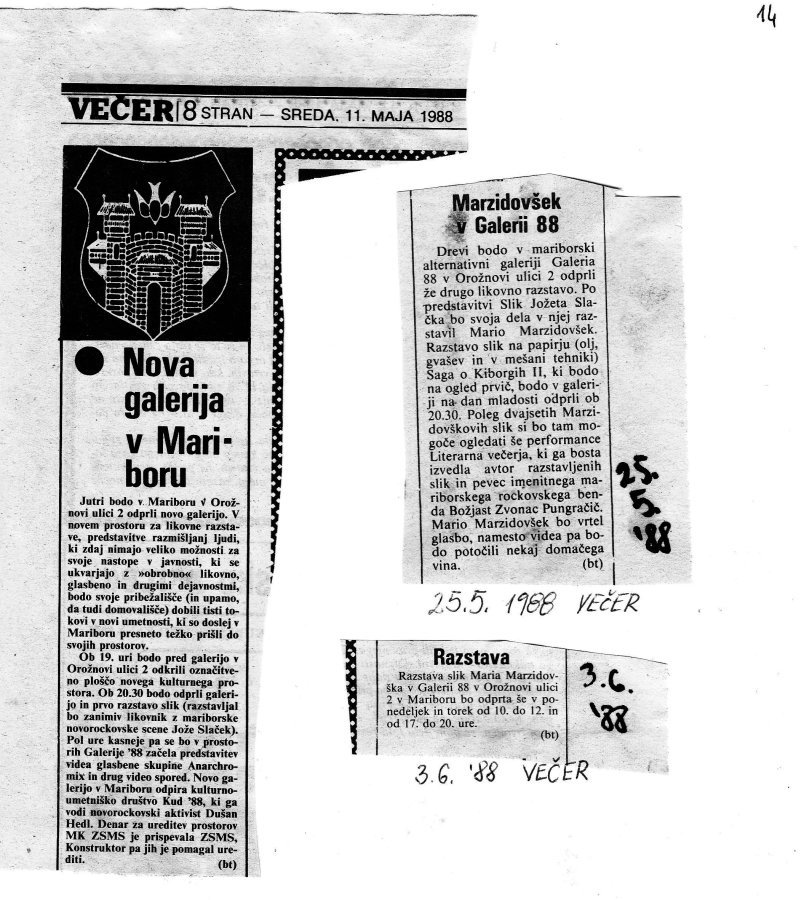 14
VEČER 8 STRAN — SREDA, 11. MAJA 1988
Nova
galerija
v Mari-
boru
Jutri bodo v Mariboru v Orož-
novi ulici 2 odprli novo galerijo. V
novem prostoru za likovne razsta-
ve, predstavitve razmišljanj ljudi,
ki zdaj nimajo veliko možnosti za
svoje nastope v javnosti, ki se
ukvarjajo z »obrobno« likovno,
glasbeno in drugimi dejavnostmi,
bodo svoje pribežališče (in upamo,
da tudi domovališče) dobili tisti to-
kovi v novi umetnosti, ki so doslej v
Mariboru presneto težko prišli do
svojih prostorov.
Ob 19. uri bodo pred galerijo v
Orožnovi ulici 2 odkrili označitve-
no ploščo novega kulturnega pro-
stora. Ob 20.30 bodo odprli galeri-
jo in prvo razstavo slik (razstavljal
bo zanimiv likovnik z mariborske
novorockovske scene Jože Slaček).
Pol ure kasneje pa se bo v prosto-
rih Galerije '88 začela predstavitev
videa glasbene skupine Anarchro-
mix in drug video spored. Novo ga-
lerijo v Mariboru odpira kulturno-
umetniško društvo Kud '88, ki ga
vodi novorockovski aktivist Dušan
Hedl. Denar za ureditev prostorov
MK ZSMS je prispevala ZSMS,
Konstruktor pa jih je pomagal ure-
diti. (bt)
Marzidovšek
v Galerii 88
Drevi bodo v mariborski
alternativni galeriji Galeria
88 v Orožnovi ulici 2 odprli
že drugo likovno razstavo. Po
predstavitvi Slik Jožeta Sla-
čka bo svoja dela v njej raz-
stavil Mario Marzidovšek.
Razstavo slik na papirju (olj,
gvašev in v mešani tehniki)
Saga o Kiborgih II, ki bodo
na ogled prvič, bodo v galeri-
ji na dan mladosti odprli ob
20.30. Poleg dvajsetih Marzi-
dovškovih slik si bo tam mo-
goče ogledati še performance
Literarna večerja, ki ga bosta
izvedla avtor razstavljenih
slik in pevec imenitnega ma-
riborskega rockovskega ben-
da Božjast Zvonac Pungračič.
Mario Marzidovšek bo vrtel
glasbo, namesto videa pa bo-
do potočili nekaj domačega
vina. (bt)
25.
5.
'88
25.5. 1988 VEČER
Razstava
Razstava slik Maria Marzidov-
ška v Galerii 88 v Orožnovi ulici
2 v Mariboru bo odprta še v po-
nedeljek in torek od 10. do 12. in
od 17. do 20. ure.
(bt)
3.6.
'88
3.6. '88 VEČER